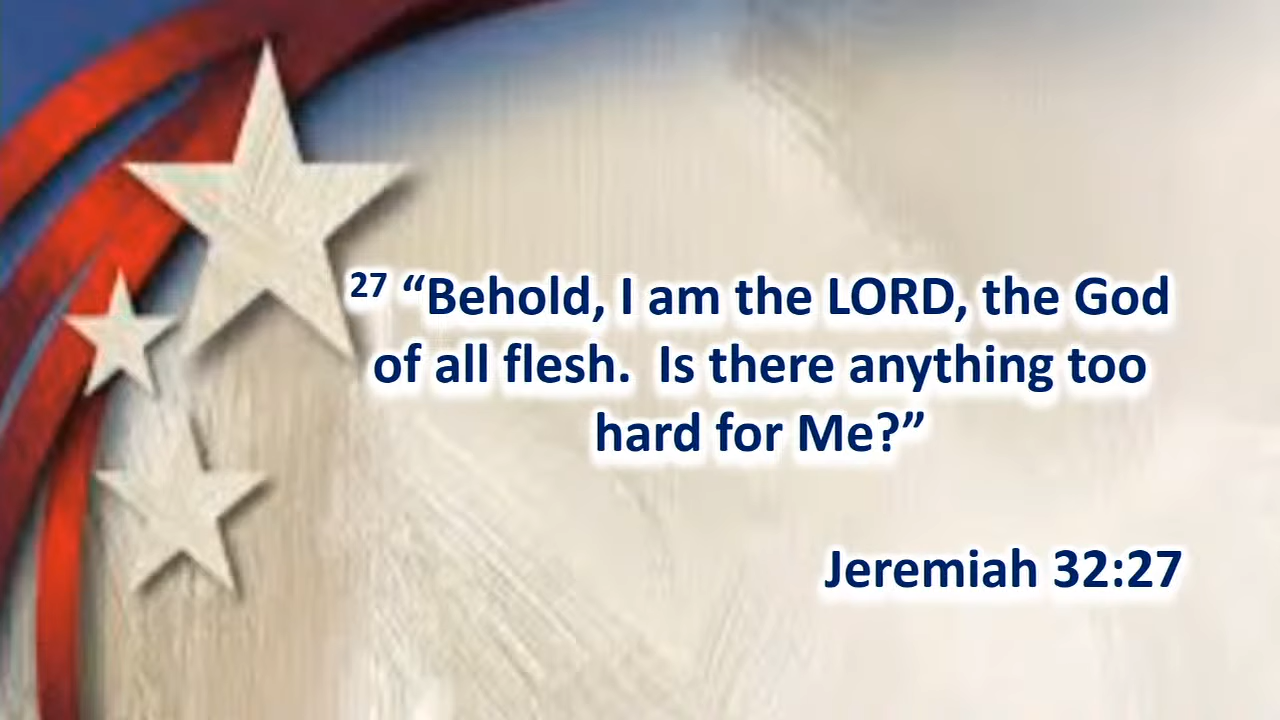 27 “Behold, I am the LORD, the God
of all flesh.  Is there anything too
hard for Me?”
Jeremiah 32:27